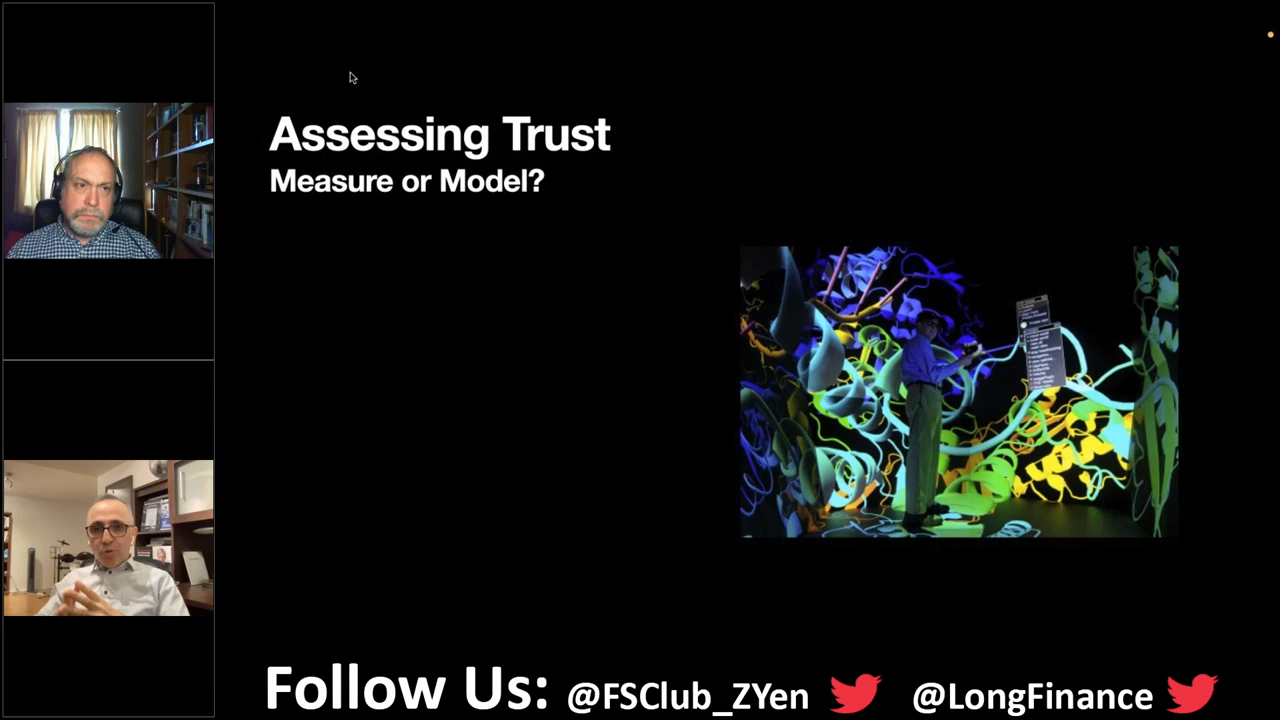 Assessing Trust
Measure or Model?
Follow Us: @FSClub_ZYen @LongFinance